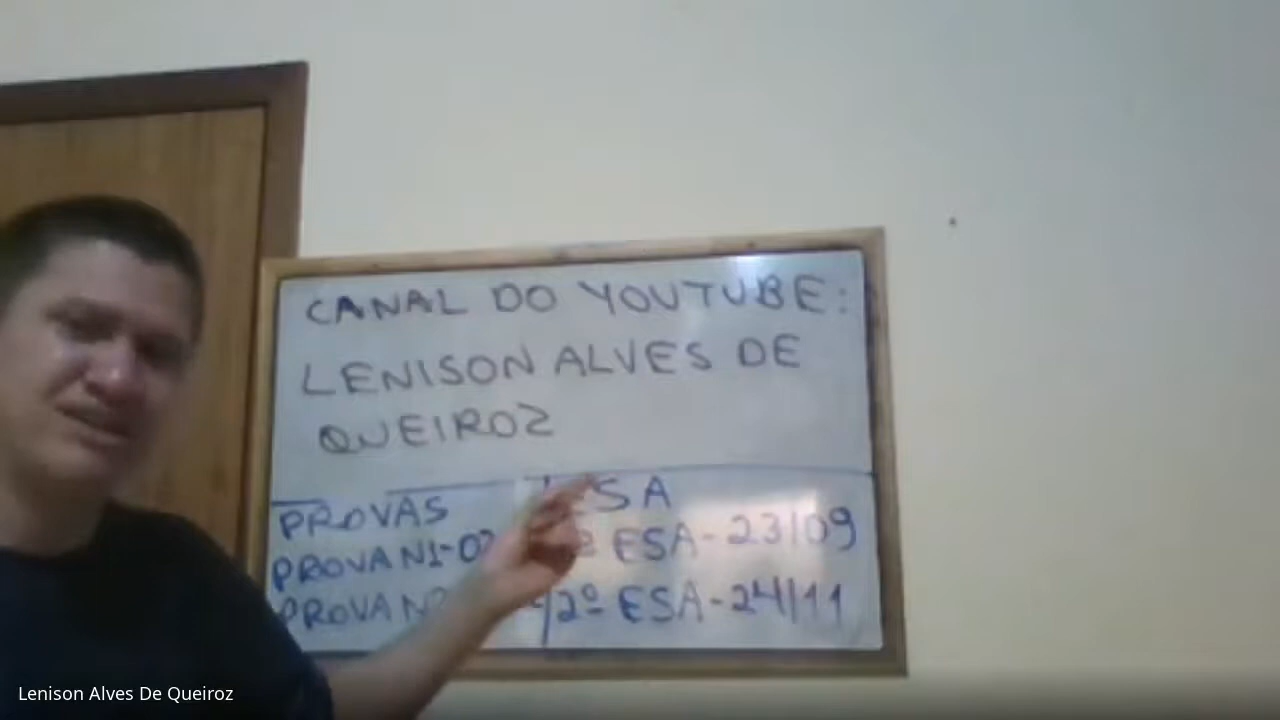 CANAL DO YOUTUBE:
LENISON ALVES DE
QUEIROZ
PROVAS
PROVA N1-
PROVA
ESA
ESA-23/09
2º ESA-24/11
Lenison Alves De Queiroz